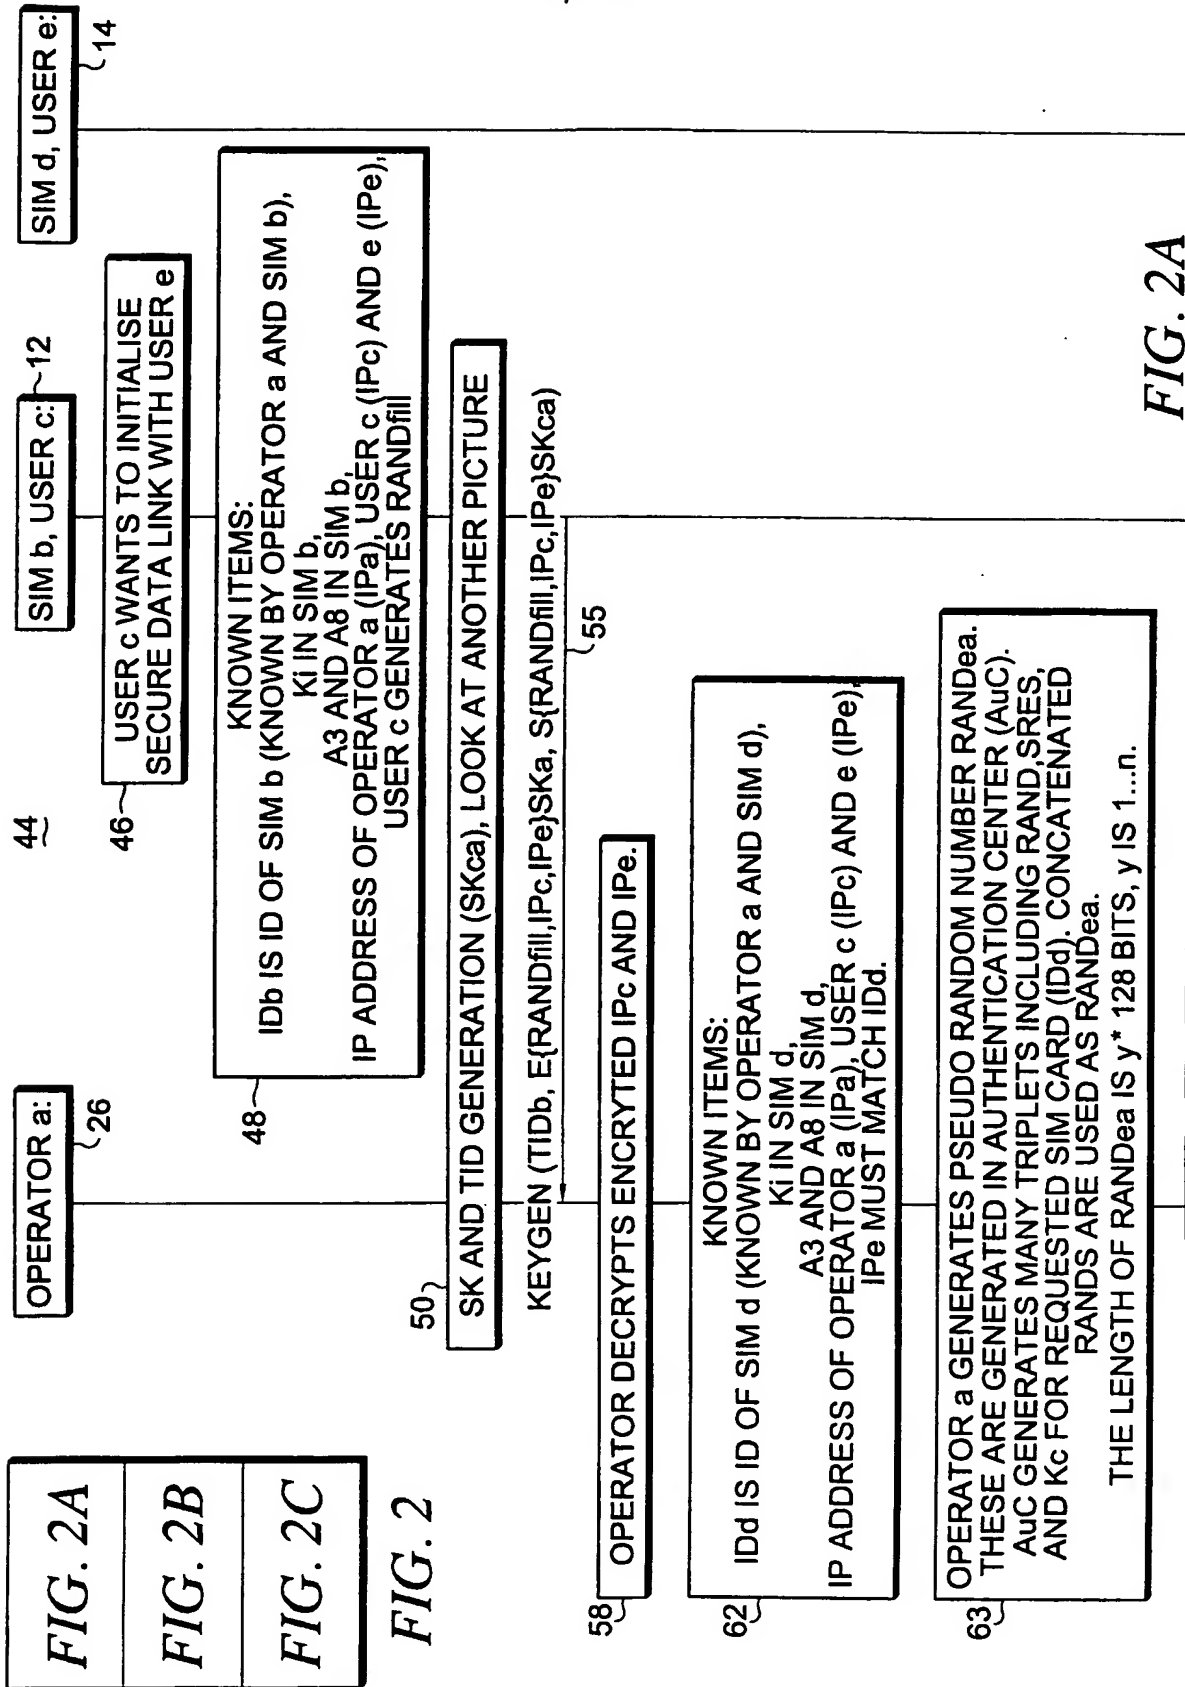 FIG. 2A
FIG. 2B
FIG. 2C
FIG. 2
44
OPERATOR a:
26
SIM b, USER c:
12
SIM d, USER e:
14
46
USER c WANTS TO INITIALISE
SECURE DATA LINK WITH USER e
48
KNOWN ITEMS:
IDb IS ID OF SIM b (KNOWN BY OPERATOR a AND SIM b),
Ki IN SIM b,
A3 AND A8 IN SIM b,
IP ADDRESS OF OPERATOR a (IPa), USER c (IPc) AND e (IPe),
USER c GENERATES RANDfill
50
SK AND TID GENERATION (SKca), LOOK AT ANOTHER PICTURE
KEYGEN (TIDb, E{RANDfill,IPc,IPe}SKa, S{RANDfill,IPc,IPe}SKca)
55
58
OPERATOR DECRYPTS ENCRYTED IPc AND IPe.
62
KNOWN ITEMS:
IDd IS ID OF SIM d (KNOWN BY OPERATOR a AND SIM d),
Ki IN SIM d,
A3 AND A8 IN SIM d,
IP ADDRESS OF OPERATOR a (IPa), USER c (IPc) AND e (IPe),
IPe MUST MATCH IDd.
63
OPERATOR a GENERATES PSEUDO RANDOM NUMBER RANDea.
THESE ARE GENERATED IN AUTHENTICATION CENTER (AuC).
AuC GENERATES MANY TRIPLETS INCLUDING RAND,SRES,
AND Kc FOR REQUESTED SIM CARD (IDd). CONCATENATED
RANDS ARE USED AS RANDea.
THE LENGTH OF RANDea IS y* 128 BITS, y IS 1...n.
FIG. 2A